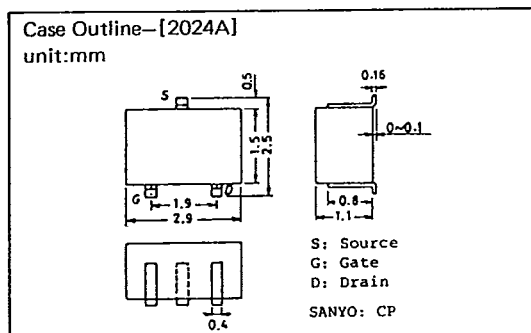 Case Outline–[2024A]
unit:mm
S
0.5
1.5
2.5
G
D
1.9
2.9
0.16
0~0.1
0.8
1.1
0.4
S: Source
G: Gate
D: Drain
SANYO: CP